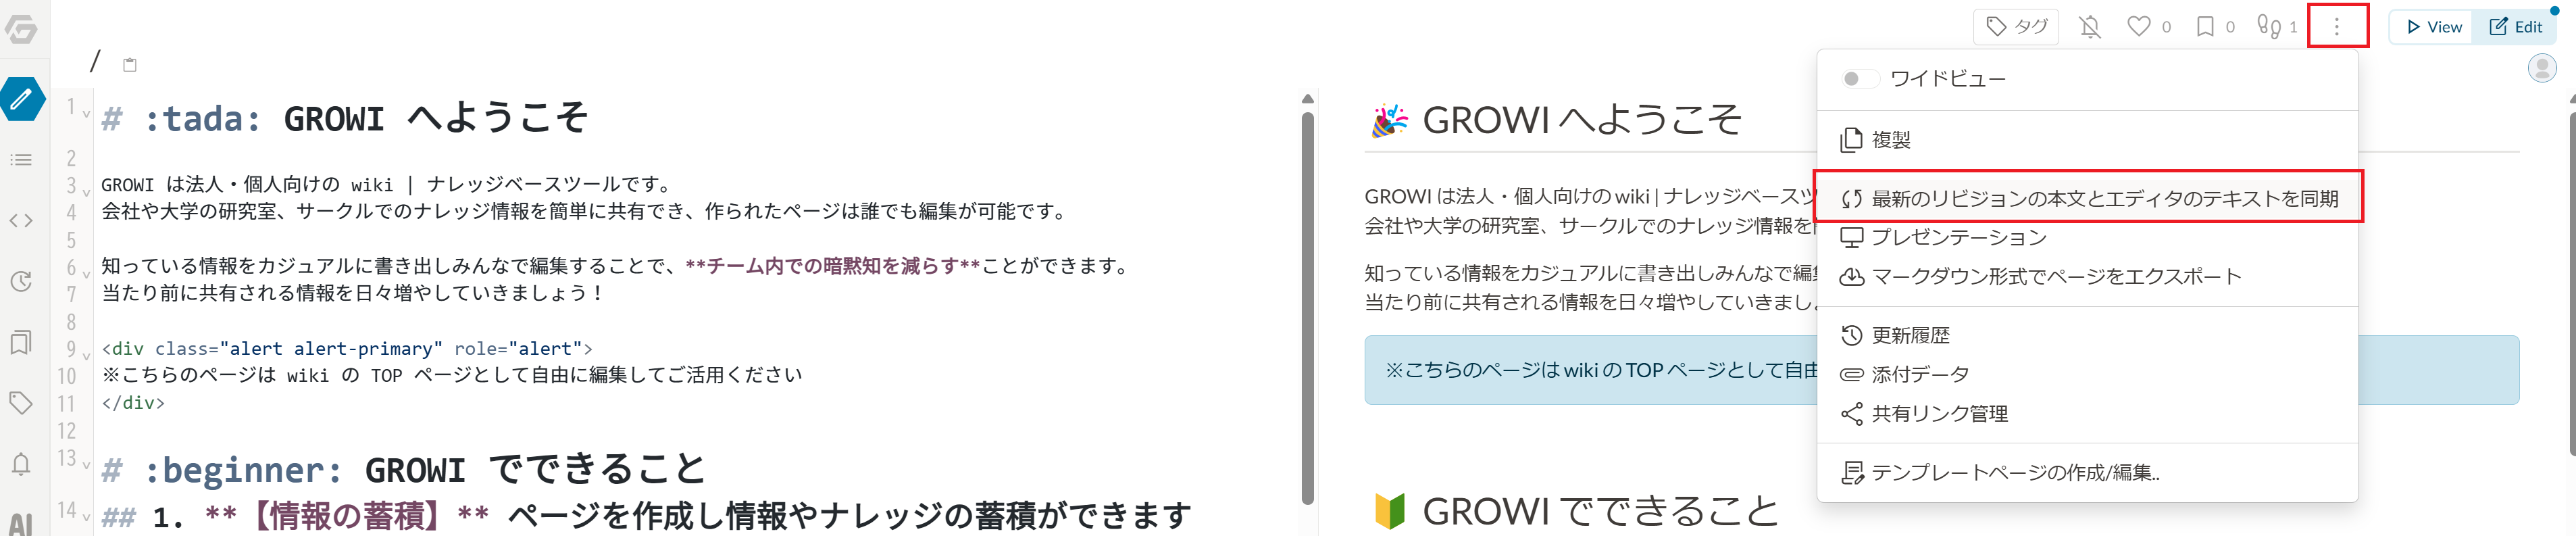 タグ
0
0
1
View
Edit
/
1 # :tada: GROWI へようこそ
2
3 GROWI は法人・個人向けの wiki | ナレッジベースツールです。
4 会社や大学の研究室、サークルでのナレッジ情報を簡単に共有でき、作られたページは誰でも編集が可能です。
5
6 知っている情報をカジュアルに書き出しみんなで編集することで、**チーム内での暗黙知を減らす**ことができます。
7 当たり前に共有される情報を日々増やしていきましょう！
8
9 <div class="alert alert-primary" role="alert">
10 ※こちらのページは wiki の TOP ページとして自由に編集してご活用ください
11 </div>
12
13 # :beginner: GROWI でできること
14 ## 1. **【情報の蓄積】** ページを作成し情報やナレッジの蓄積ができます
AI
GROWI へようこそ
GROWI は法人・個人向けの wiki | ナレッジベースツ
会社や大学の研究室、サークルでのナレッジ情報を
知っている情報をカジュアルに書き出しみんなで編
当たり前に共有される情報を日々増やしていきまし
※こちらのページは wiki の TOP ページとして自由
GROWI でできること
ワイドビュー
複製
最新のリビジョンの本文とエディタのテキストを同期
プレゼンテーション
マークダウン形式でページをエクスポート
更新履歴
添付データ
共有リンク管理
テンプレートページの作成/編集..